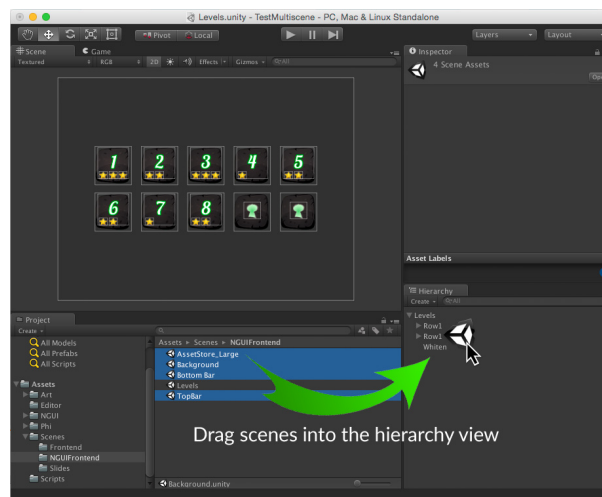 Levels.unity - TestMultiscene - PC, Mac & Linux Standalone
Pivot
Local
Layers
Layout
Scene
Game
Textured
RGB
2D
Effects
Gizmos
All
Inspector
4 Scene Assets
Ope
1
2
3
4
5
6
7
8
Asset Labels
Hierarchy
Create
All
Levels
Row1
Row1
Whiten
Project
Create
All Models
All Prefabs
All Scripts
Assets
Art
Editor
NGUI
Phi
Scenes
Frontend
NGUIFrontend
Slides
Scripts
Assets ▸ Scenes ▸ NGUIFrontend
AssetStore_Large
Background
Bottom Bar
Levels
TopBar
Drag scenes into the hierarchy view
Background.unity